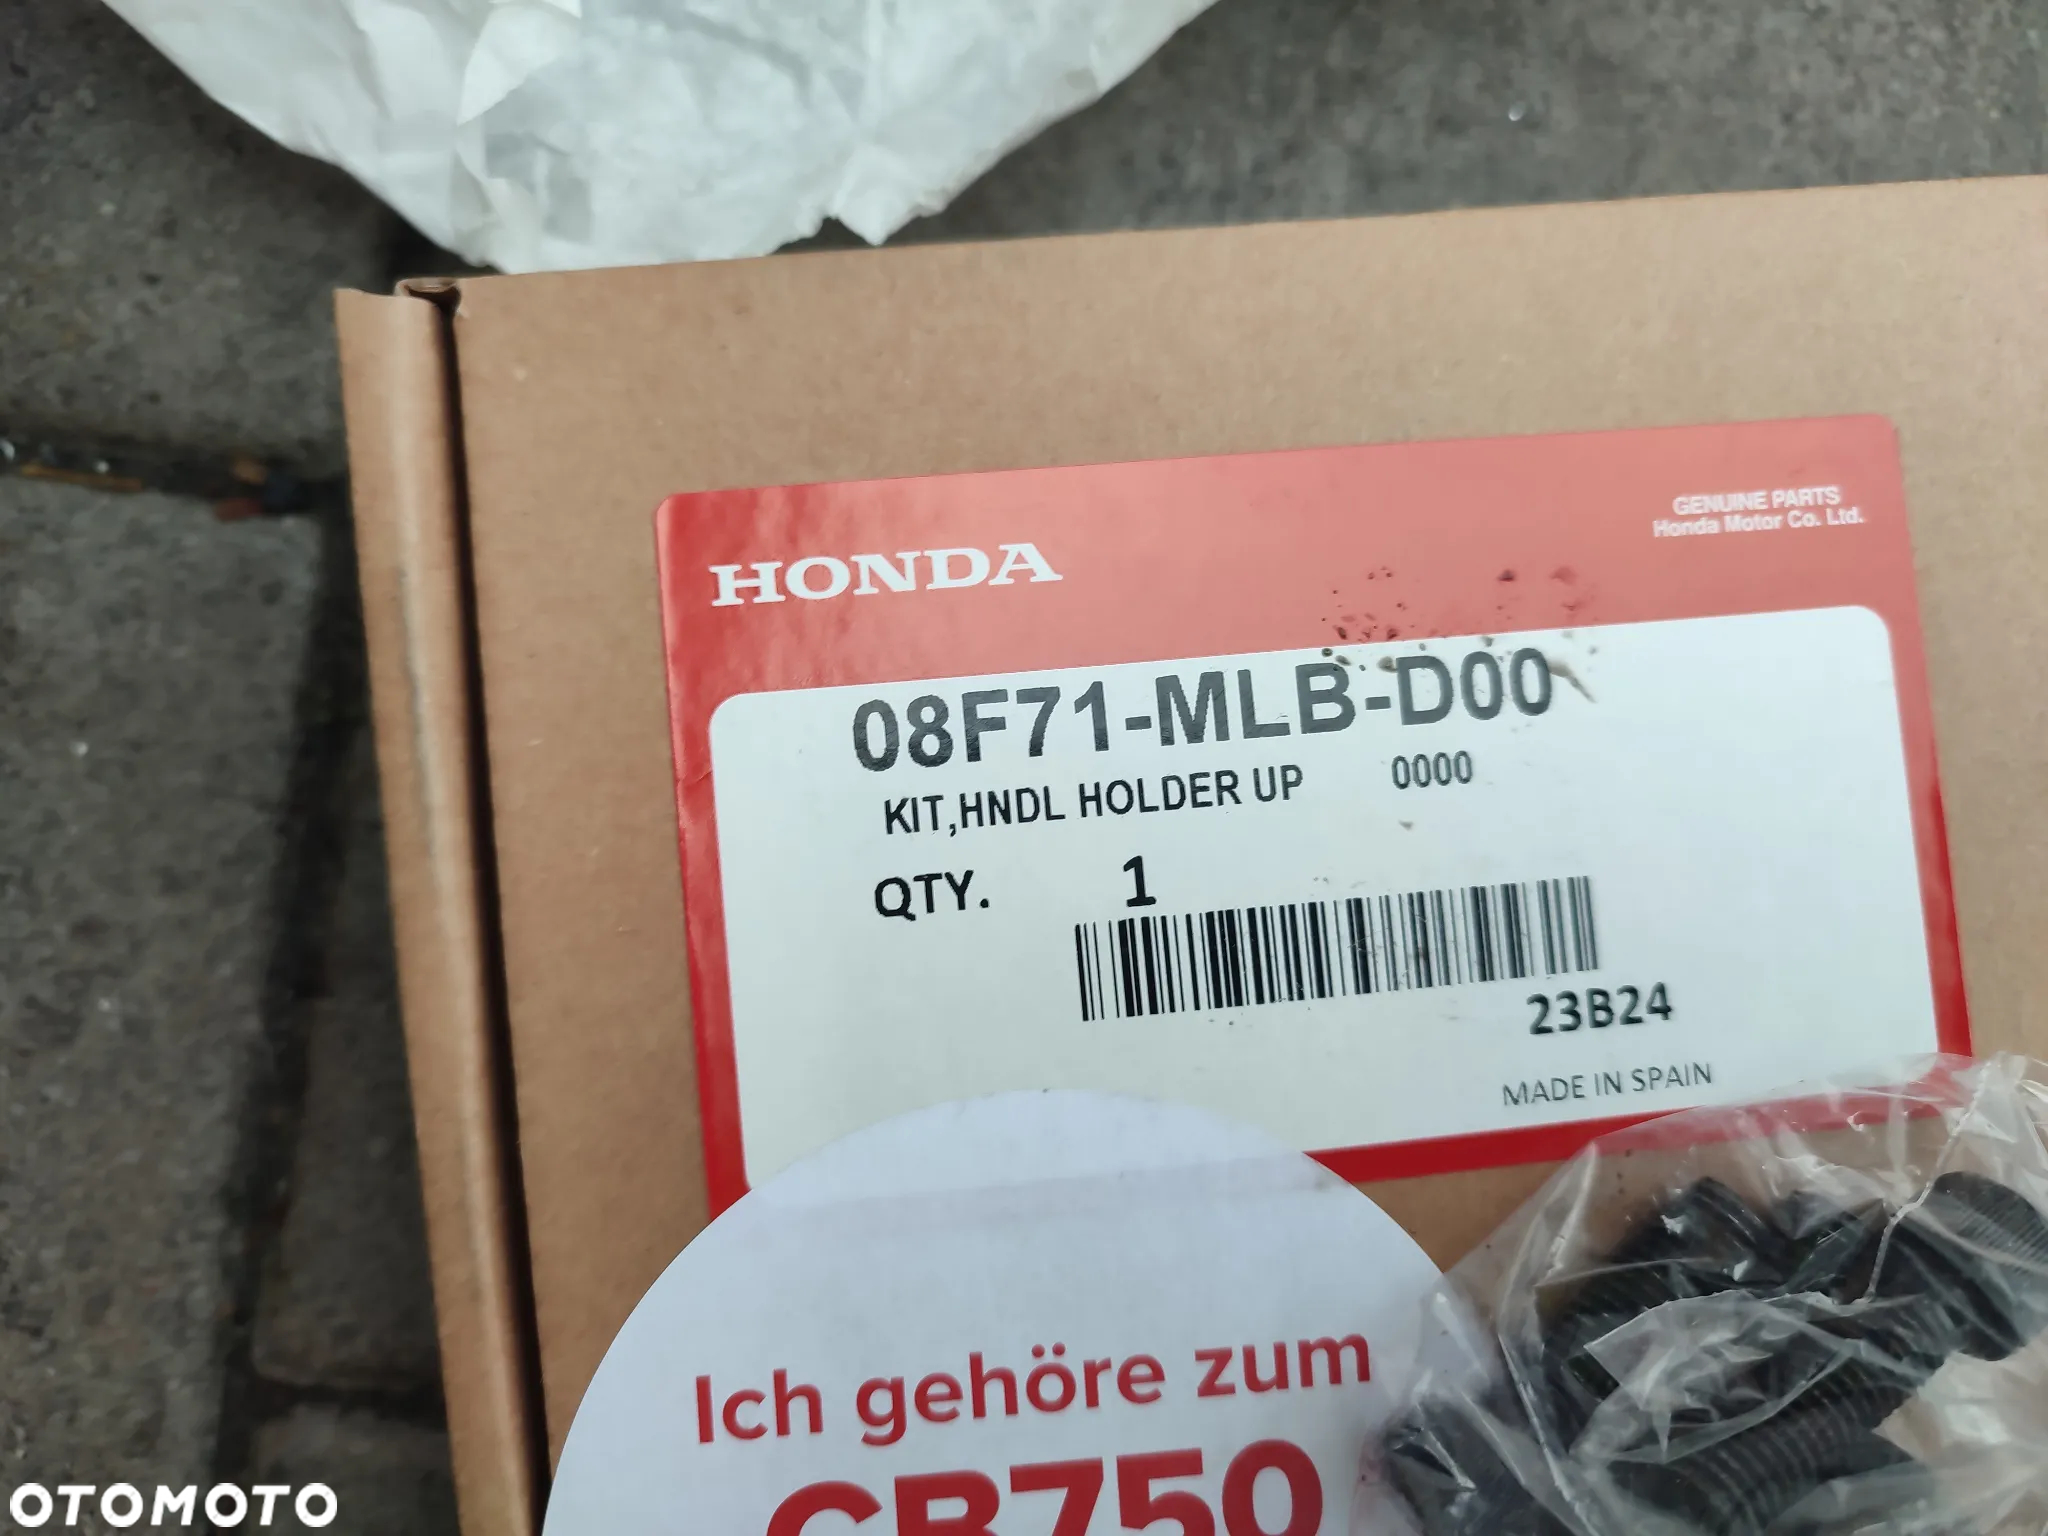 GENUINE PARTS
Honda Motor Co. Ltd.
HONDA
08F71-MLB-D00
KIT,HNDL HOLDER UP 0000
QTY. 1
23B24
MADE IN SPAIN
Ich gehöre zum
CB750
OTOMOTO